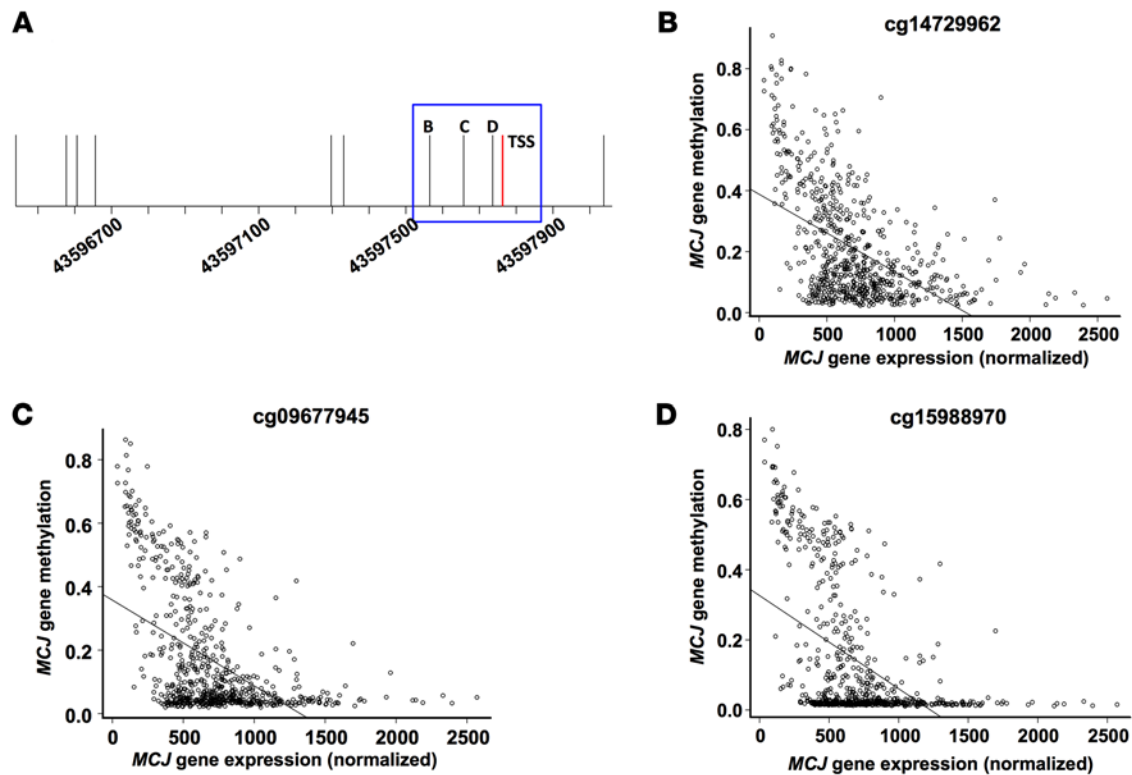 A
B
C
D
TSS
43596700
43597100
43597500
43597900
B
cg14729962
MCJ gene methylation
0.8
0.6
0.4
0.2
0.0
0
500
1000
1500
2000
2500
MCJ gene expression (normalized)
C
cg09677945
MCJ gene methylation
0.8
0.6
0.4
0.2
0.0
0
500
1000
1500
2000
2500
MCJ gene expression (normalized)
D
cg15988970
MCJ gene methylation
0.8
0.6
0.4
0.2
0.0
0
500
1000
1500
2000
2500
MCJ gene expression (normalized)